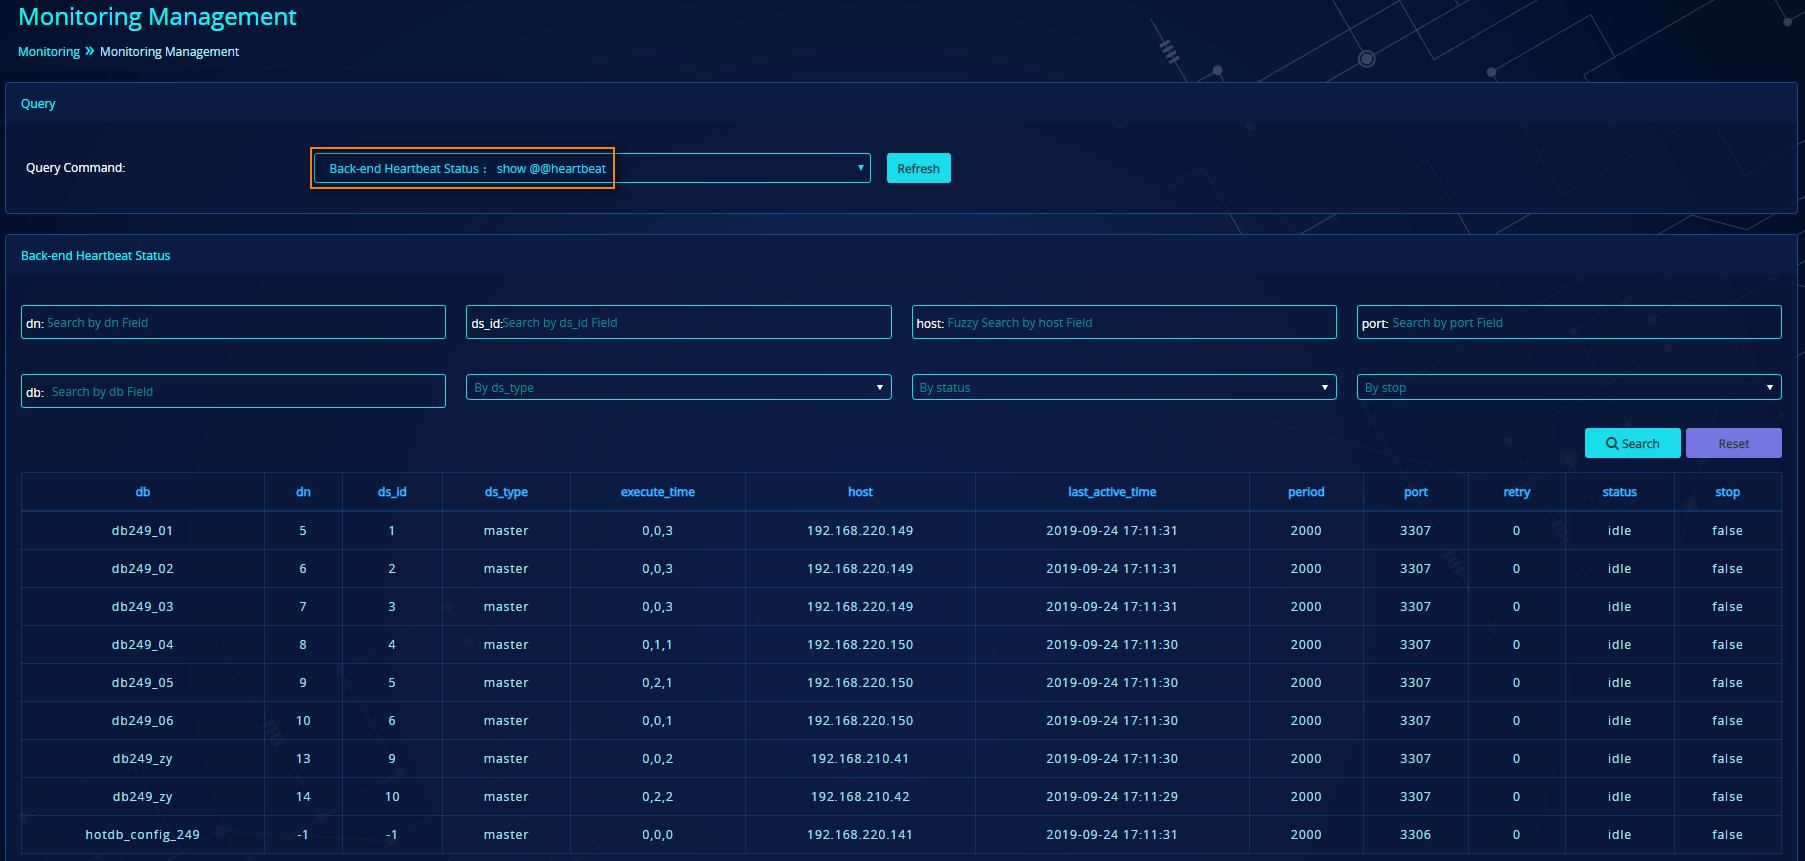 Monitoring Management
Monitoring » Monitoring Management
Query
Query Command: Back-end Heartbeat Status : show @@heartbeat Refresh
Back-end Heartbeat Status
dn: Search by dn Field ds_id: Search by ds_id Field host: Fuzzy Search by host Field port: Search by port Field
db: Search by db Field By ds_type By status By stop
Search Reset
db dn ds_id ds_type execute_time host last_active_time period port retry status stop
db249_01 5 1 master 0,0,3 192.168.220.149 2019-09-24 17:11:31 2000 3307 0 idle false
db249_02 6 2 master 0,0,3 192.168.220.149 2019-09-24 17:11:31 2000 3307 0 idle false
db249_03 7 3 master 0,0,3 192.168.220.149 2019-09-24 17:11:31 2000 3307 0 idle false
db249_04 8 4 master 0,1,1 192.168.220.150 2019-09-24 17:11:30 2000 3307 0 idle false
db249_05 9 5 master 0,2,1 192.168.220.150 2019-09-24 17:11:30 2000 3307 0 idle false
db249_06 10 6 master 0,0,1 192.168.220.150 2019-09-24 17:11:30 2000 3307 0 idle false
db249_zy 13 9 master 0,0,2 192.168.210.41 2019-09-24 17:11:30 2000 3307 0 idle false
db249_zy 14 10 master 0,2,2 192.168.210.42 2019-09-24 17:11:29 2000 3307 0 idle false
hotdb_config_249 -1 -1 master 0,0,0 192.168.220.141 2019-09-24 17:11:31 2000 3306 0 idle false